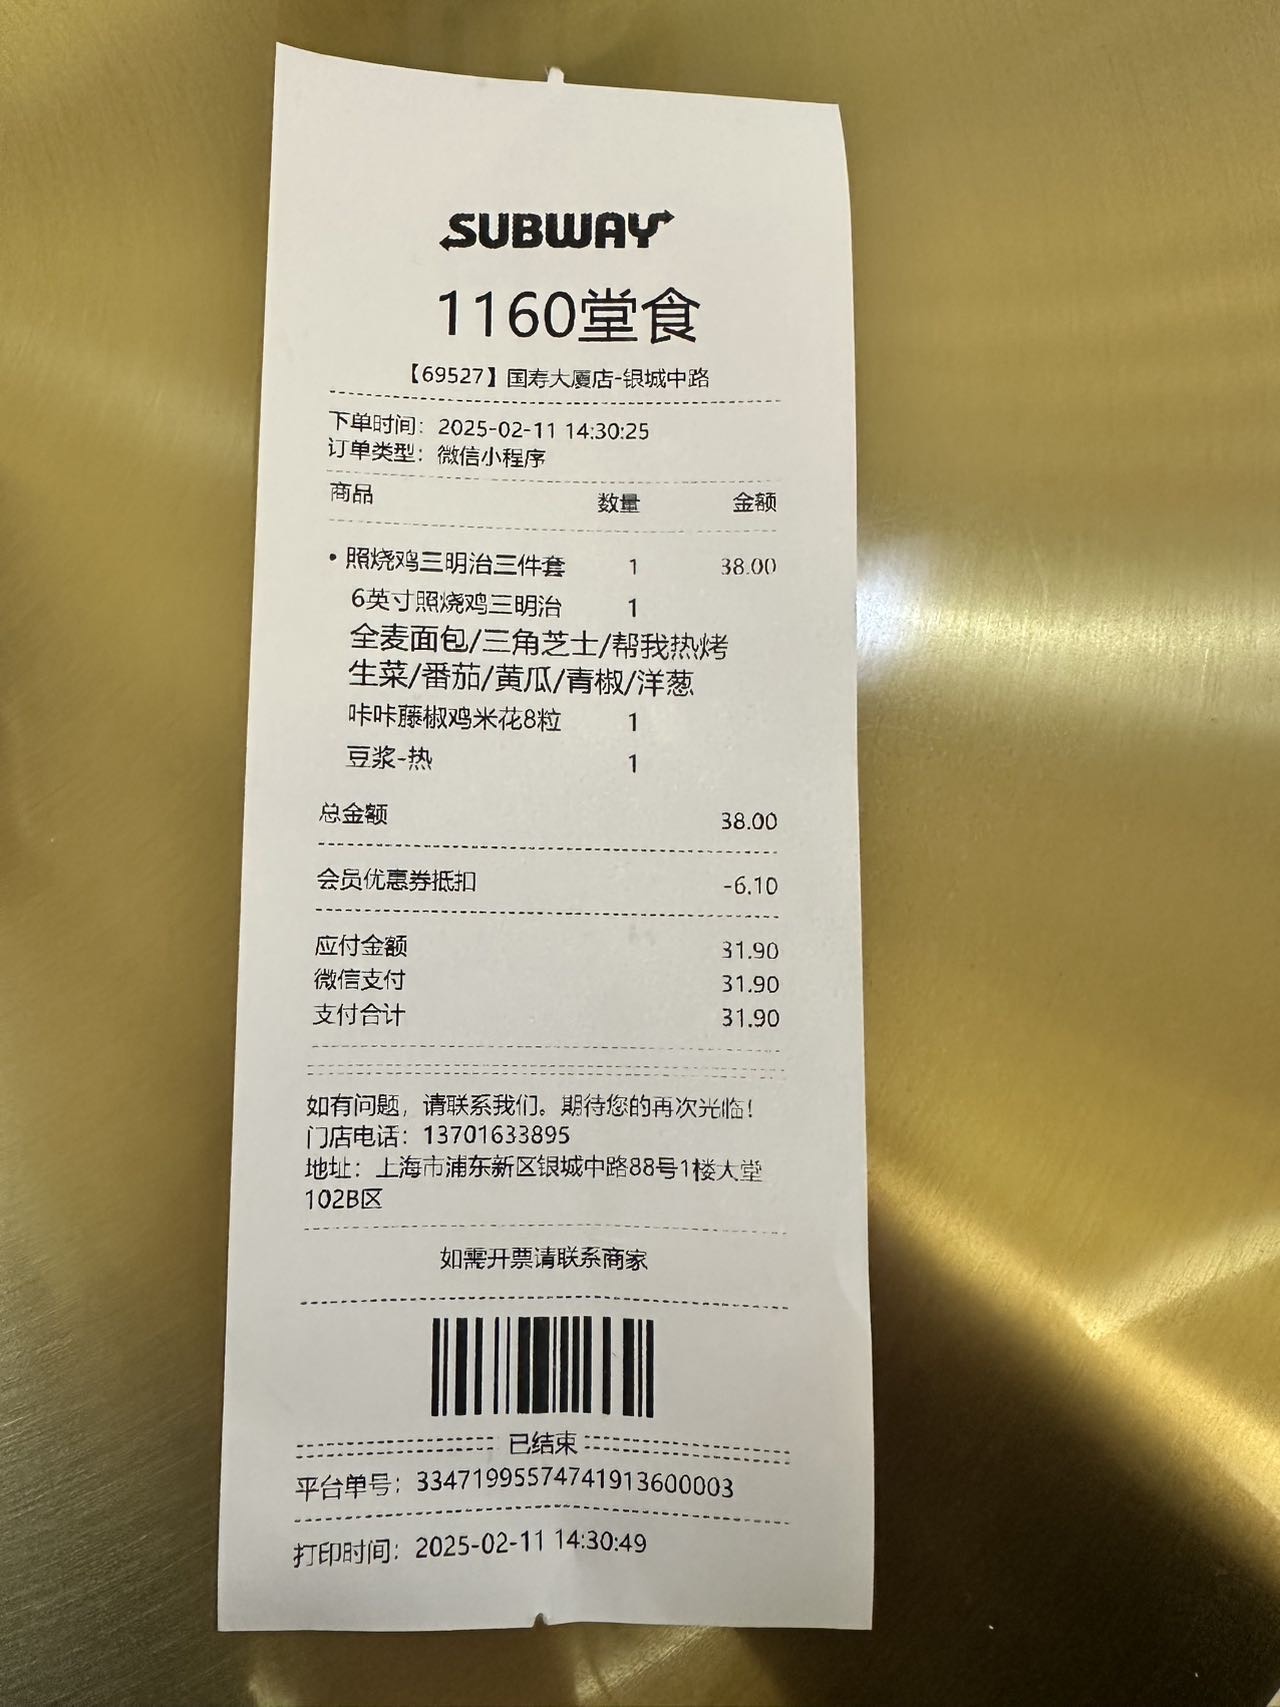 SUBWAY
1160堂食
【69527】国寿大厦店-银城中路
下单时间：2025-02-11 14:30:25
订单类型：微信小程序
商品 数量 金额
• 照烧鸡三明治三件套 1 38.00
6英寸照烧鸡三明治 1
全麦面包/三角芝士/帮我热烤
生菜/番茄/黄瓜/青椒/洋葱
咔咔藤椒鸡米花8粒 1
豆浆-热 1
总金额 38.00
会员优惠券抵扣 -6.10
应付金额 31.90
微信支付 31.90
支付合计 31.90
如有问题，请联系我们。期待您的再次光临！
门店电话：13701633895
地址：上海市浦东新区银城中路88号1楼大堂
102B区
如需开票请联系商家
已结束
平台单号：33471995574741913600003
打印时间：2025-02-11 14:30:49